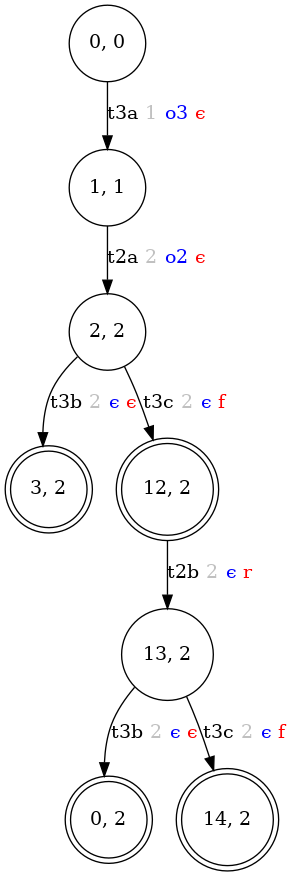 0, 0
t3a 1 o3 ϵ
1, 1
t2a 2 o2 ϵ
2, 2
t3b 2 ϵ ϵ
t3c 2 ϵ f
3, 2
12, 2
t2b 2 ϵ r
13, 2
t3b 2 ϵ ϵ
t3c 2 ϵ f
0, 2
14, 2